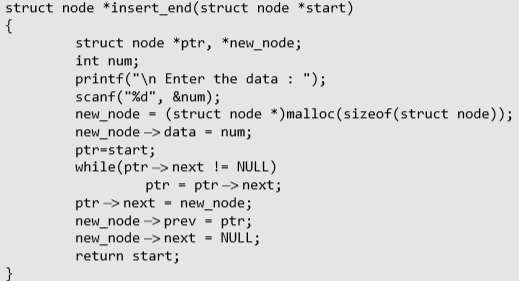 struct node *insert_end(struct node *start)
{
struct node *ptr, *new_node;
int num;
printf("\n Enter the data : ");
scanf("%d", &num);
new_node = (struct node *)malloc(sizeof(struct node));
new_node –> data = num;
ptr=start;
while(ptr –> next != NULL)
ptr = ptr –> next;
ptr –> next = new_node;
new_node –> prev = ptr;
new_node –> next = NULL;
return start;
}